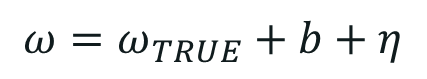 ω = ω_TRUE + b + η